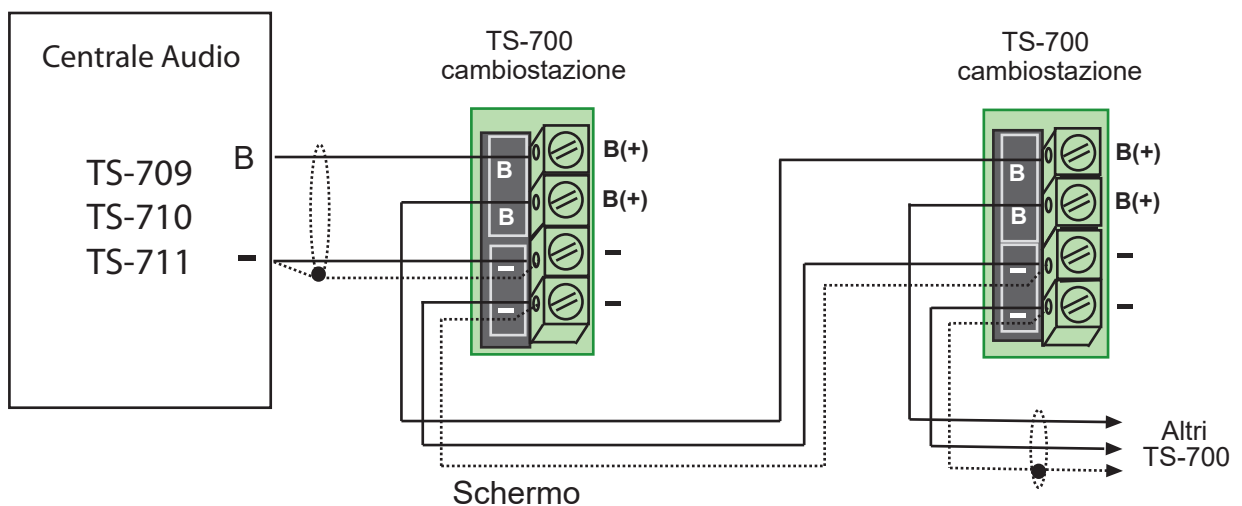 Centrale Audio
TS-709
TS-710
TS-711
B
-
TS-700
cambiostazione
B
B
-
-
B(+)
B(+)
-
-
TS-700
cambiostazione
B
B
-
-
B(+)
B(+)
-
-
Schermo
Altri
TS-700